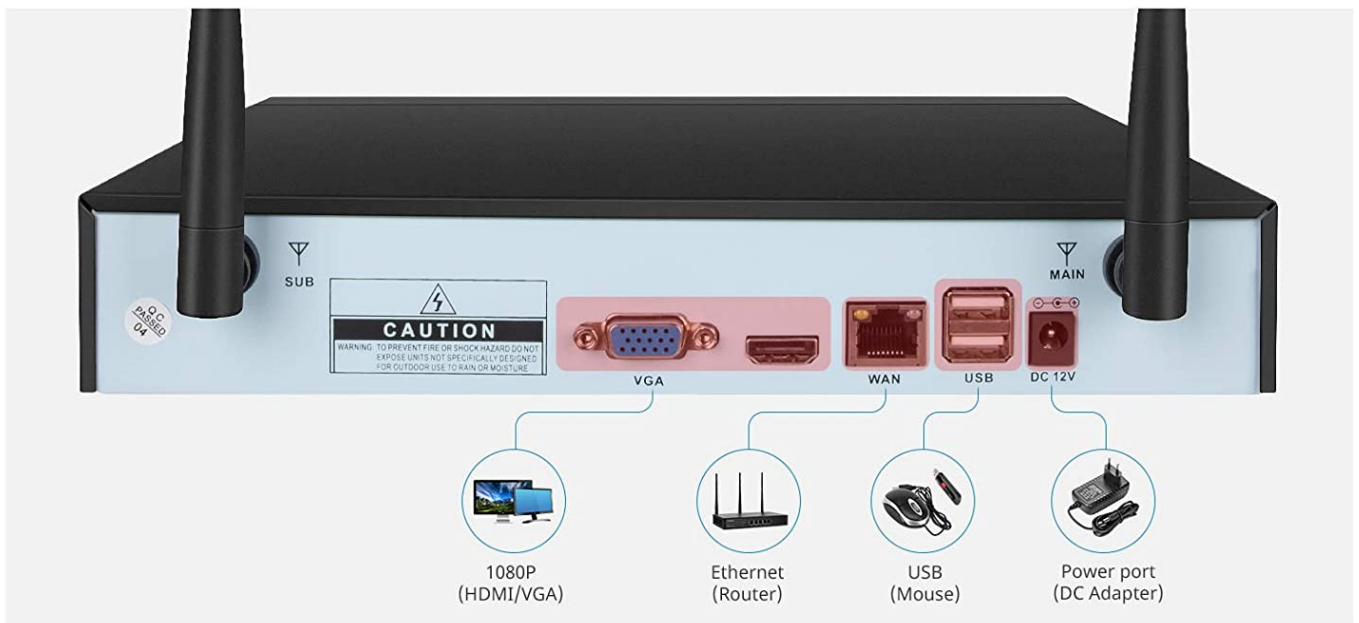 SUB
MAIN
QC
PASSED
04
CAUTION
WARNING: TO PREVENT FIRE OR SHOCK HAZARD DO NOT
EXPOSE UNITS NOT SPECIFICALLY DESIGNED
FOR OUTDOOR USE TO RAIN OR MOISTURE
VGA
WAN
USB
DC 12V
1080P
(HDMI/VGA)
Ethernet
(Router)
USB
(Mouse)
Power port
(DC Adapter)